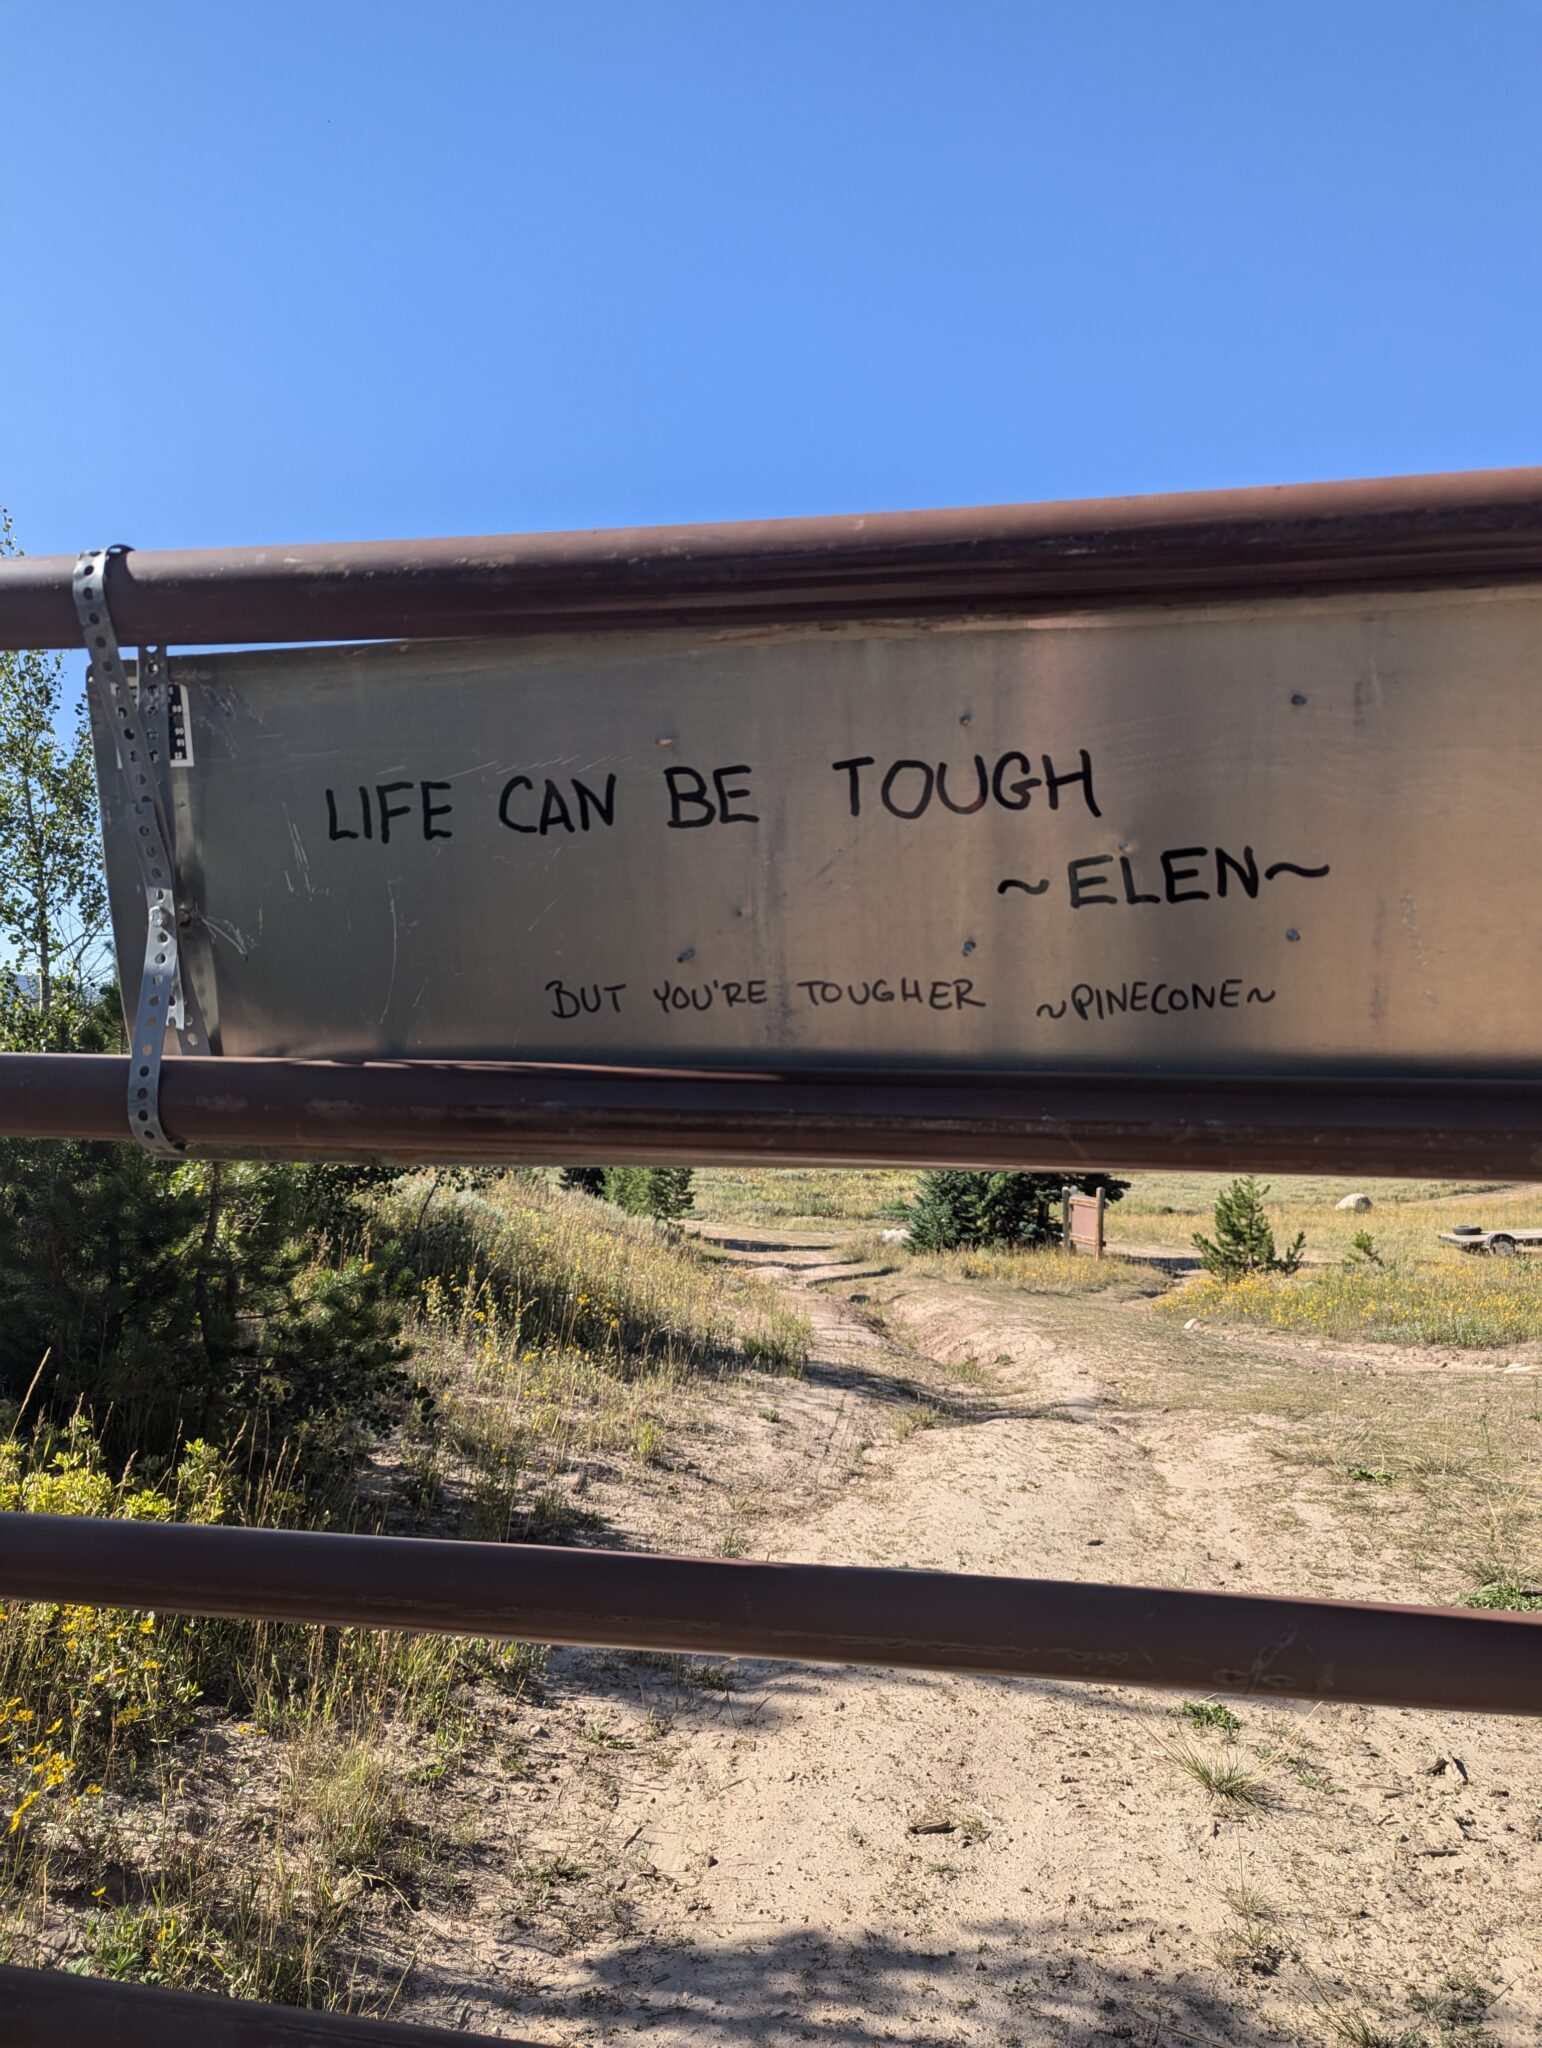 LIFE CAN BE TOUGH
~ELEN~
BUT YOU'RE TOUGHER ~PINECONE~